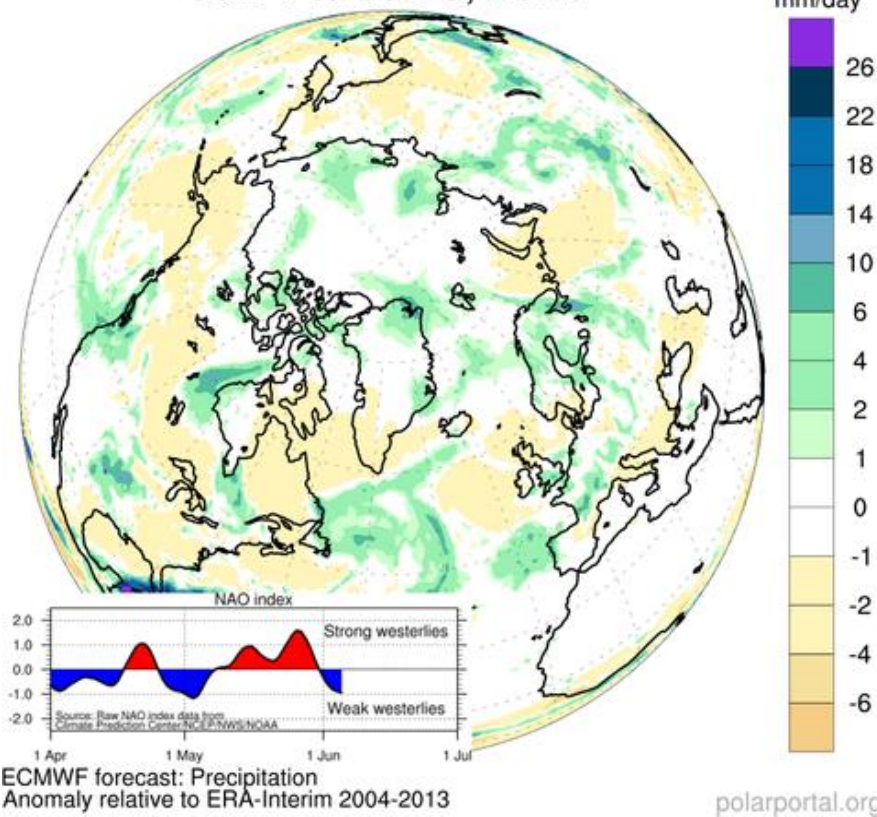 mm/day
26
22
18
14
10
6
4
2
1
0
-1
-2
-4
-6
NAO index
2.0
1.0
0.0
-1.0
-2.0
Strong westerlies
Weak westerlies
Source: Raw NAO index data from
Climate Prediction Center/NCEP/NWS/NOAA
1 Apr
1 May
1 Jun
1 Jul
ECMWF forecast: Precipitation
Anomaly relative to ERA-Interim 2004-2013
polarportal.org